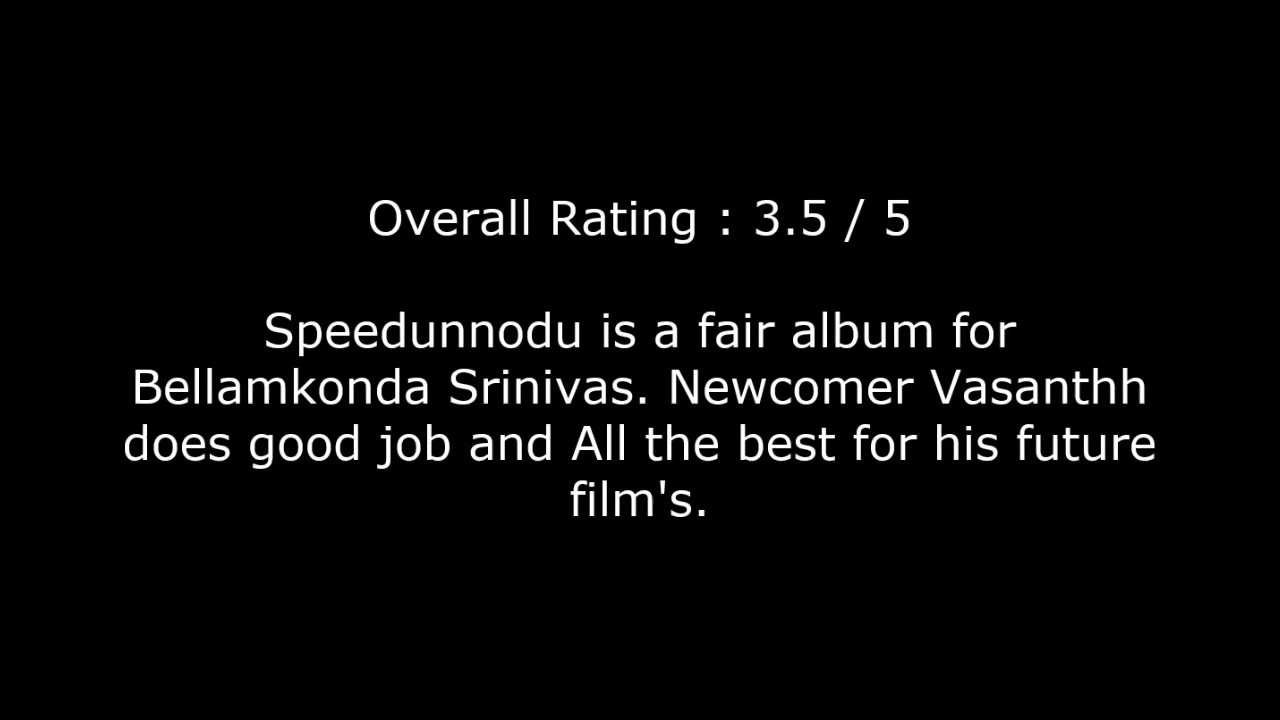 Overall Rating : 3.5 / 5
Speedunnodu is a fair album for
Bellamkonda Srinivas. Newcomer Vasanthh
does good job and All the best for his future
film's.